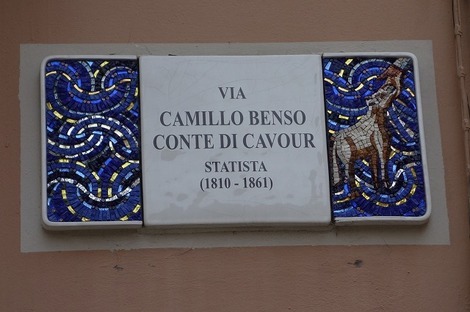 VIA
CAMILLO BENSO
CONTE DI CAVOUR
STATISTA
(1810 - 1861)